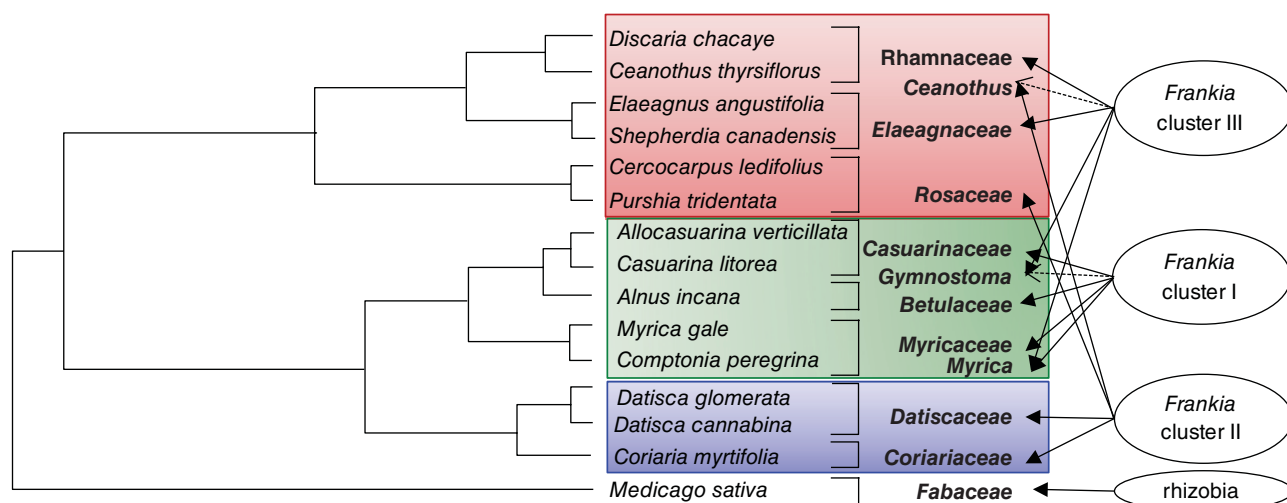 Discaria chacaye
Ceanothus thyrsiflorus
Elaeagnus angustifolia
Shepherdia canadensis
Cercocarpus ledifolius
Purshia tridentata
Allocasuarina verticillata
Casuarina litorea
Alnus incana
Myrica gale
Comptonia peregrina
Datisca glomerata
Datisca cannabina
Coriaria myrtifolia
Medicago sativa
Rhamnaceae
Ceanothus
Elaeagnaceae
Rosaceae
Casuarinaceae
Gymnostoma
Betulaceae
Myricaceae
Myrica
Datiscaceae
Coriariaceae
Fabaceae
Frankia
cluster III
Frankia
cluster I
Frankia
cluster II
rhizobia